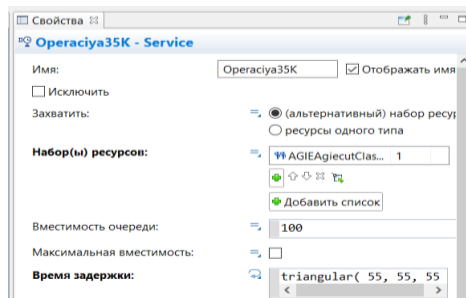 Свойства
Operaciya35K - Service
Имя: Operaciya35K Отображать имя
Исключить
Захватить: (альтернативный) набор ресур
ресурсы одного типа
Набор(ы) ресурсов: AGIEAgiecutClas... 1
Добавить список
Вместимость очереди: 100
Максимальная вместимость:
Время задержки: triangular( 55, 55, 55